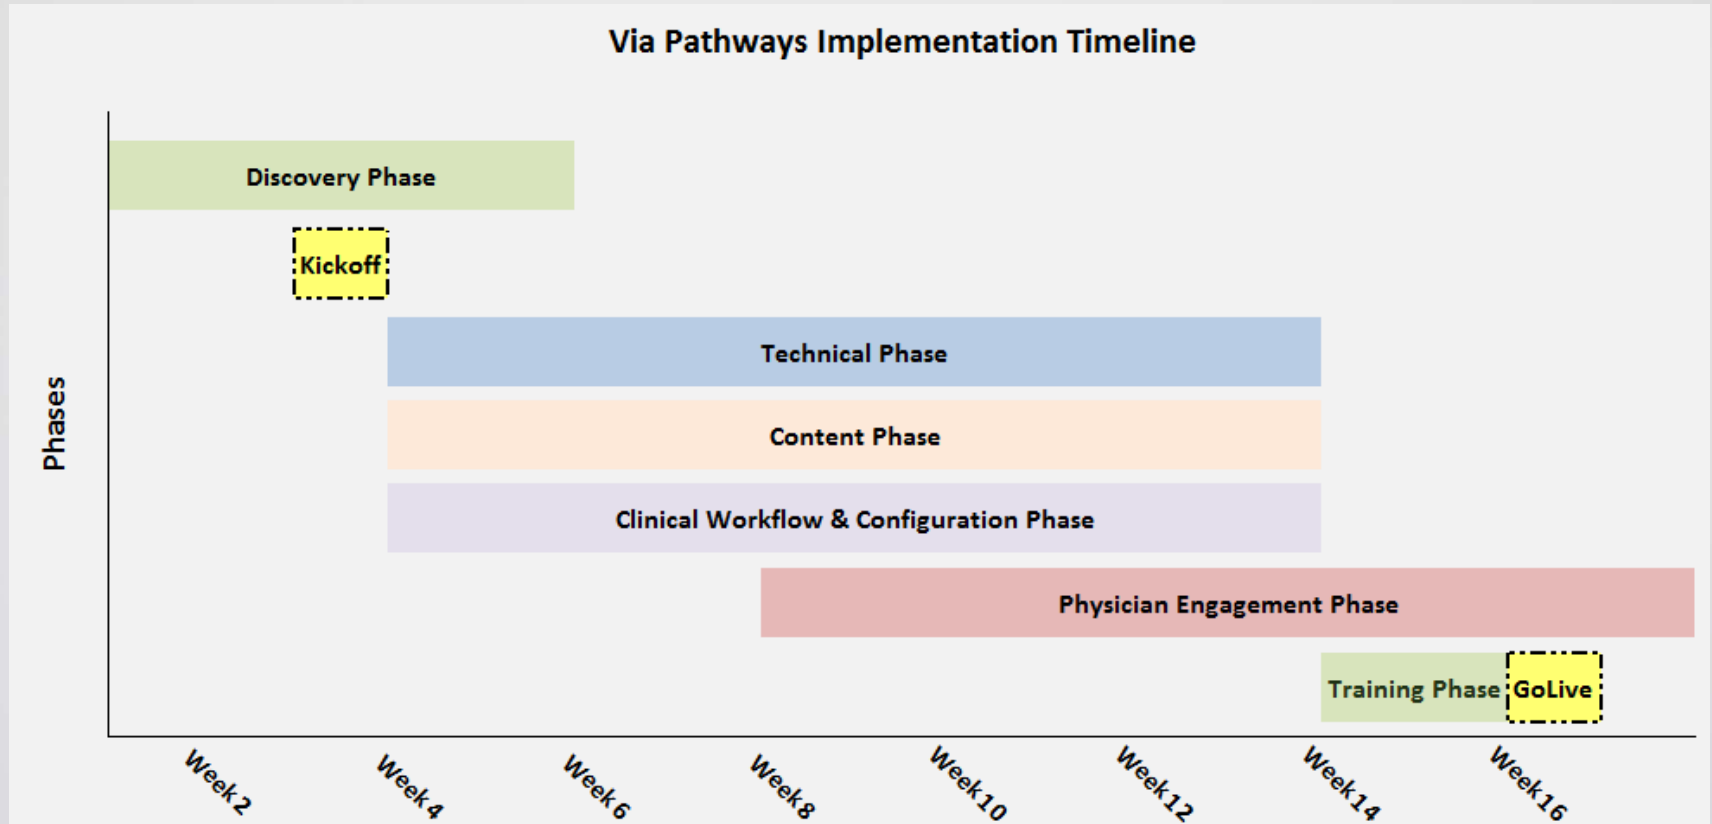 Via Pathways Implementation Timeline
Discovery Phase
Kickoff
Technical Phase
Phases
Content Phase
Clinical Workflow & Configuration Phase
Physician Engagement Phase
Training Phase
GoLive
Week2
Week4
Week6
Week8
Week10
Week12
Week14
Week16